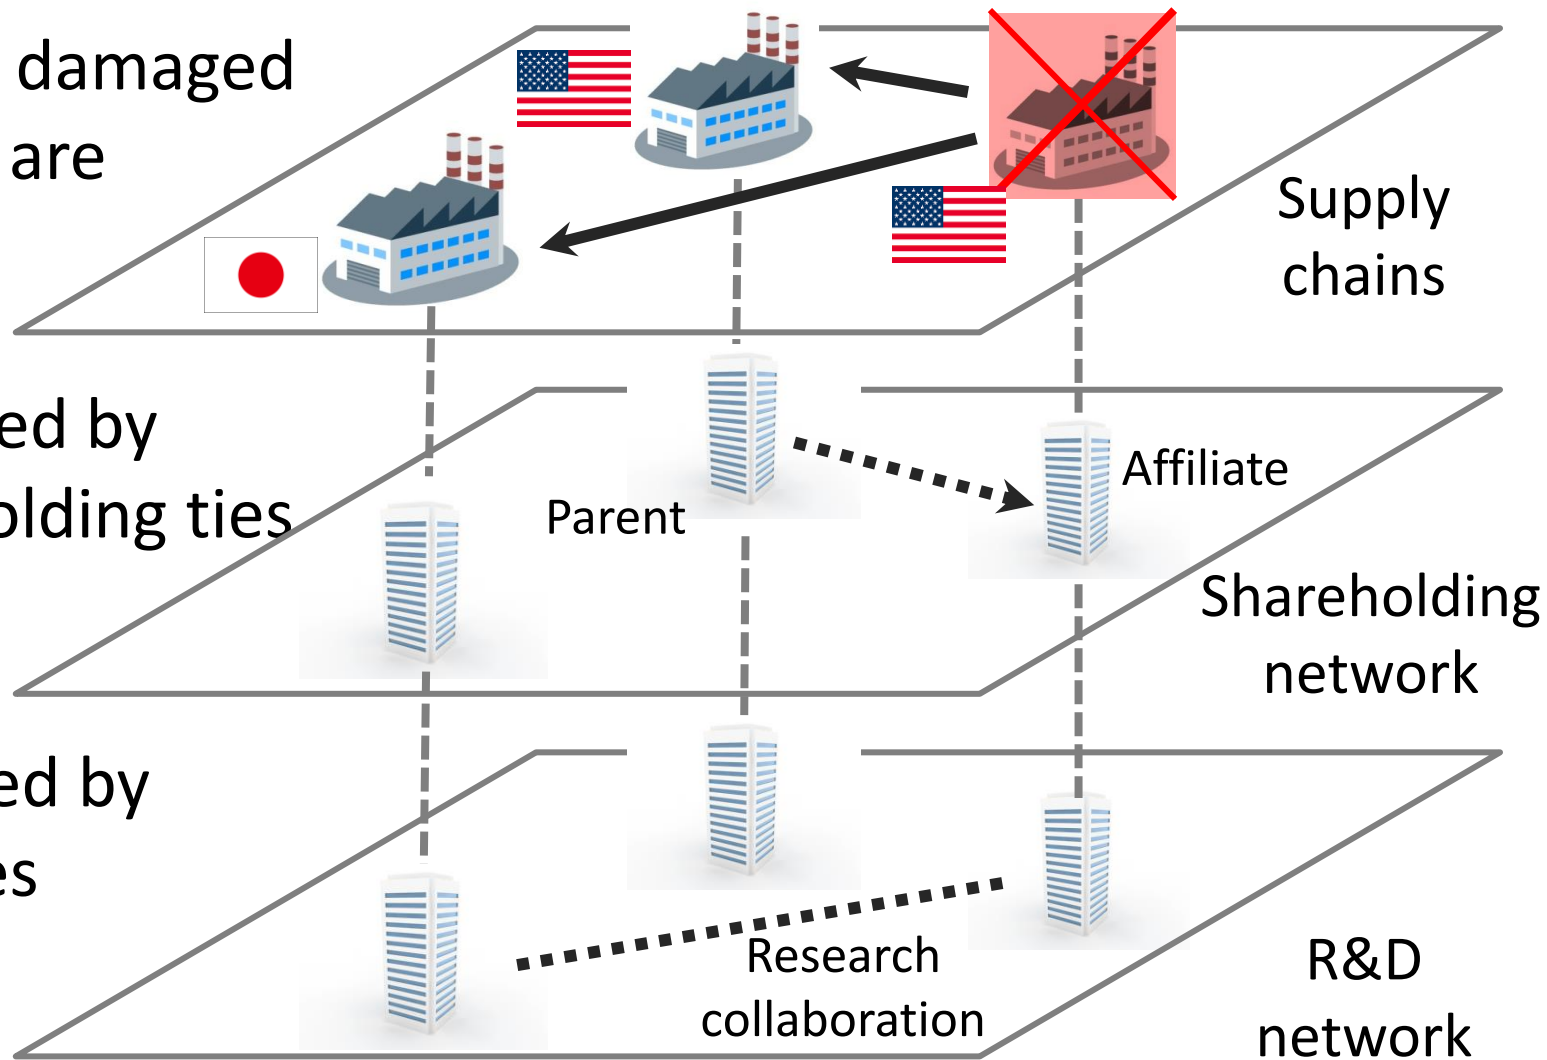 damaged
are
Supply
chains
ed by
olding ties
Parent
Affiliate
Shareholding
network
ed by
es
Research
collaboration
R&D
network